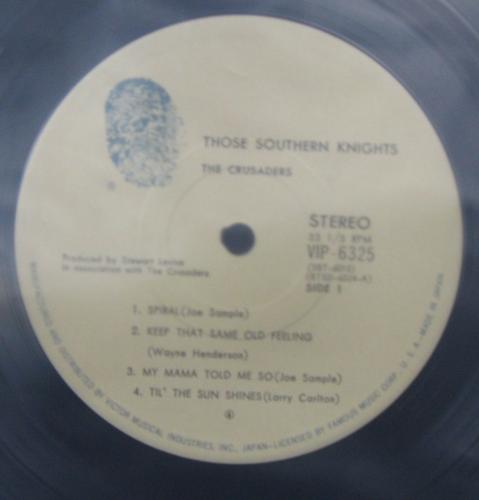 THOSE SOUTHERN KNIGHTS
THE CRUSADERS
STEREO
33 1/3 RPM
VIP-6325
Produced by Stewart Levine
in association with The Crusaders
SIDE 1
1. SPIRAL(Joe Sample)
2. KEEP THAT SAME OLD FEELING
(Wayne Henderson)
3. MY MAMA TOLD ME SO(Joe Sample)
4. TIL' THE SUN SHINES(Larry Carlton)
MANUFACTURED AND DISTRIBUTED BY VICTOR MUSICAL INDUSTRIES, INC., JAPAN-LICENSED BY FAMOUS MUSIC CORP. U.S.A.-MADE IN JAPAN